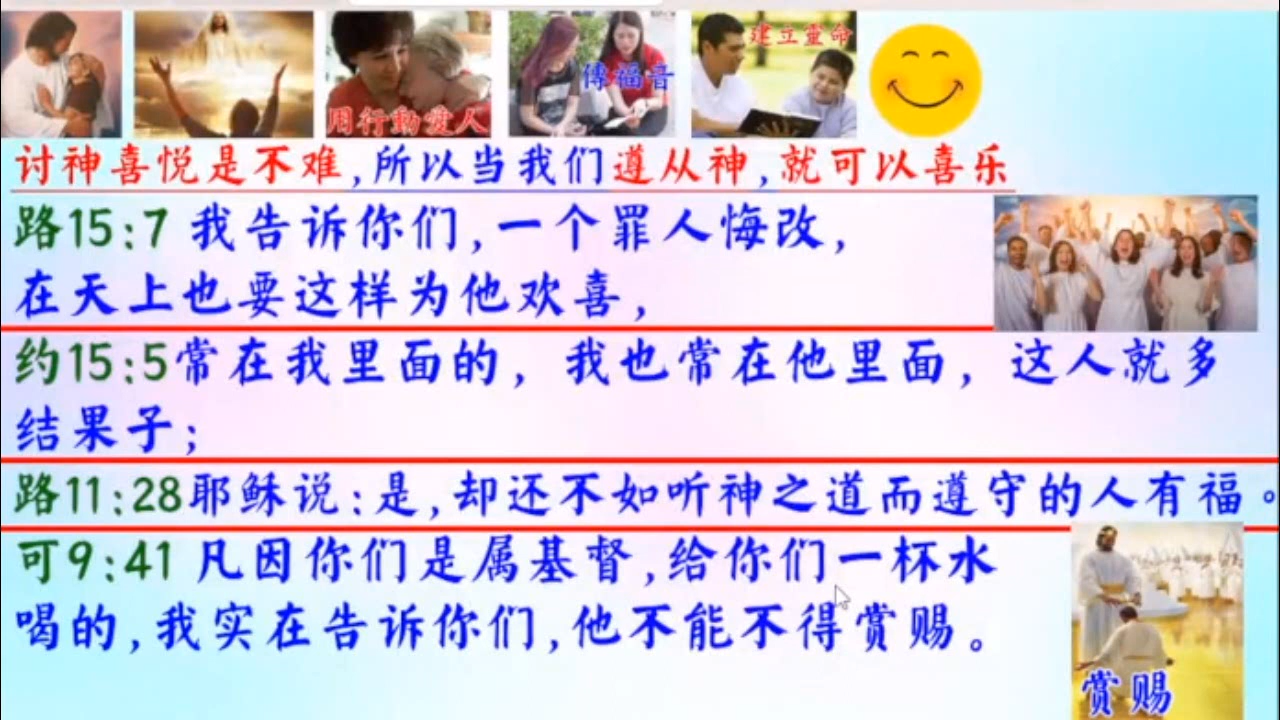 用行動愛人
傳福音
建立靈命
讨神喜悦是不难,所以当我们遵从神,就可以喜乐
路15:7 我告诉你们,一个罪人悔改,
在天上也要这样为他欢喜,
约15:5常在我里面的，我也常在他里面，这人就多
结果子;
路11:28耶稣说:是,却还不如听神之道而遵守的人有福。
可9:41 凡因你们是属基督,给你们一杯水
喝的,我实在告诉你们,他不能不得赏赐。
赏赐